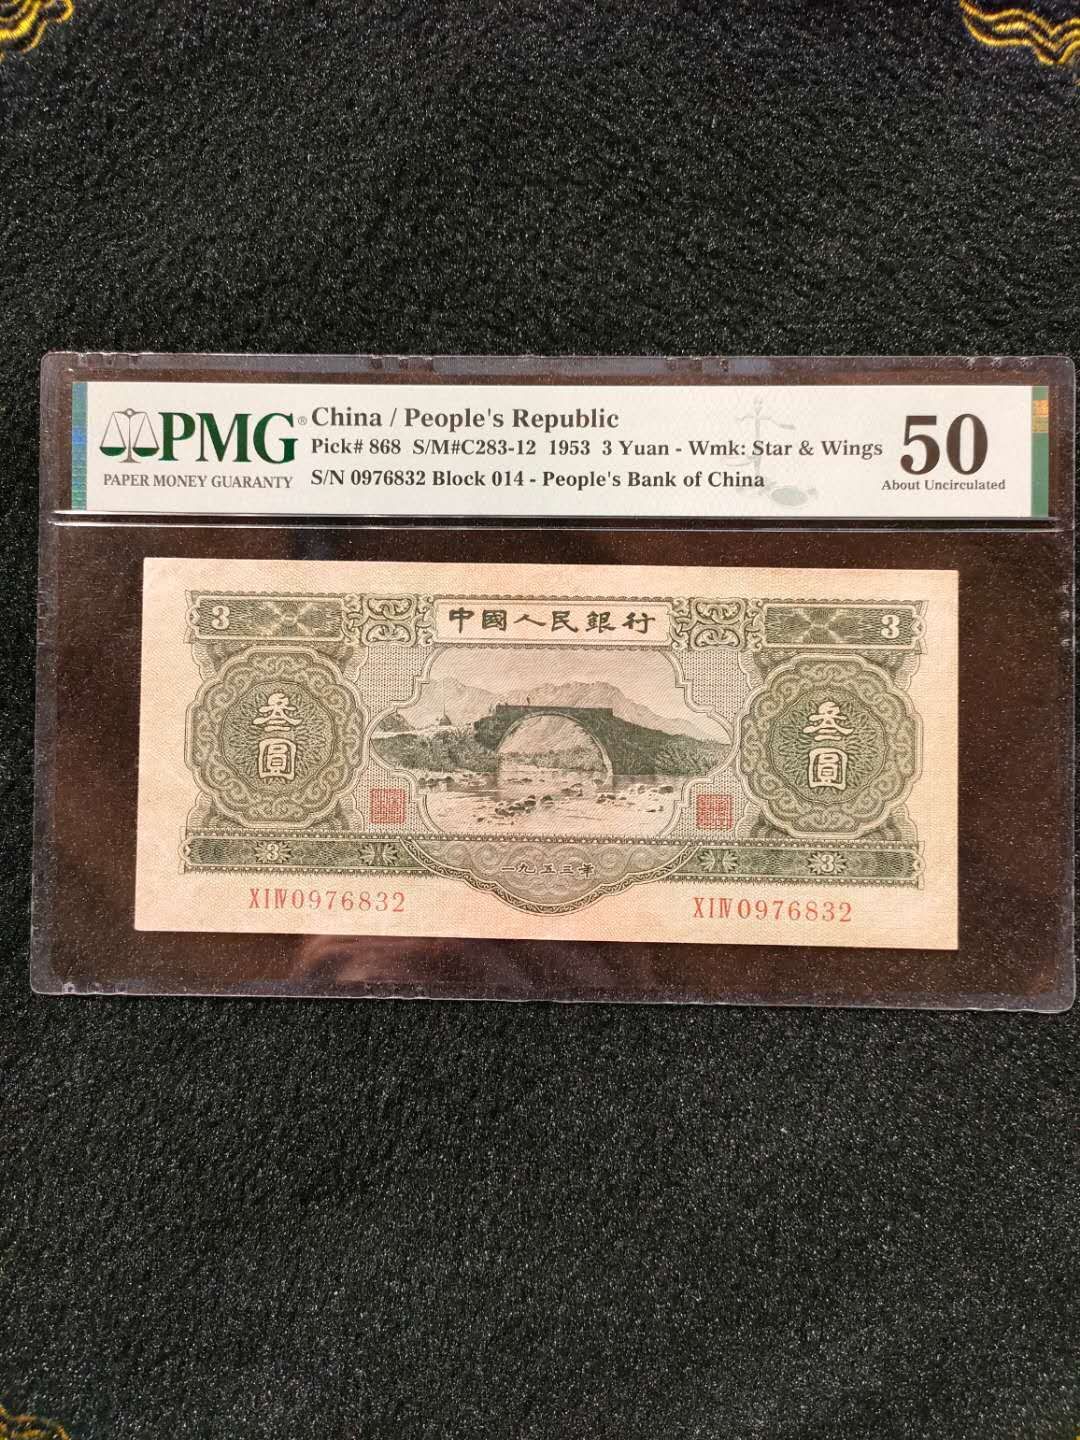 PMG®
PAPER MONEY GUARANTY
China / People's Republic
Pick# 868 S/M#C283-12 1953 3 Yuan - Wmk: Star & Wings
S/N 0976832 Block 014 - People's Bank of China
50
About Uncirculated
3
中國人民銀行
3
叁圓
叁圓
3
一九五三年
3
XIⅣ0976832
XIⅣ0976832